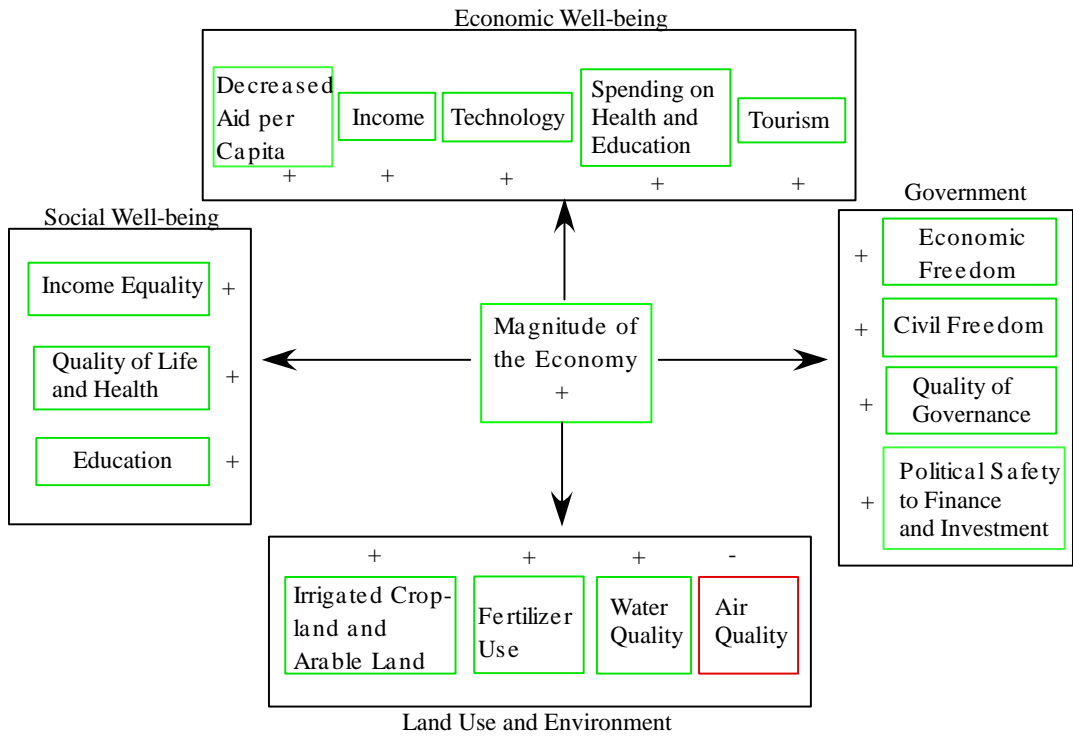 Economic Well-being
Decreased
Aid per
Capita
+
Income
+
Technology
+
Spending on
Health and
Education
+
Tourism
+
Social Well-being
Income Equality +
Quality of Life
and Health
+
Education +
Magnitude of
the Economy
+
Government
+ Economic
Freedom
+ Civil Freedom
+ Quality of
Governance
+ Political Safety
to Finance
and Investment
+
Irrigated Crop-
land and
Arable Land
+
Fertilizer
Use
+
Water
Quality
-
Air
Quality
Land Use and Environment